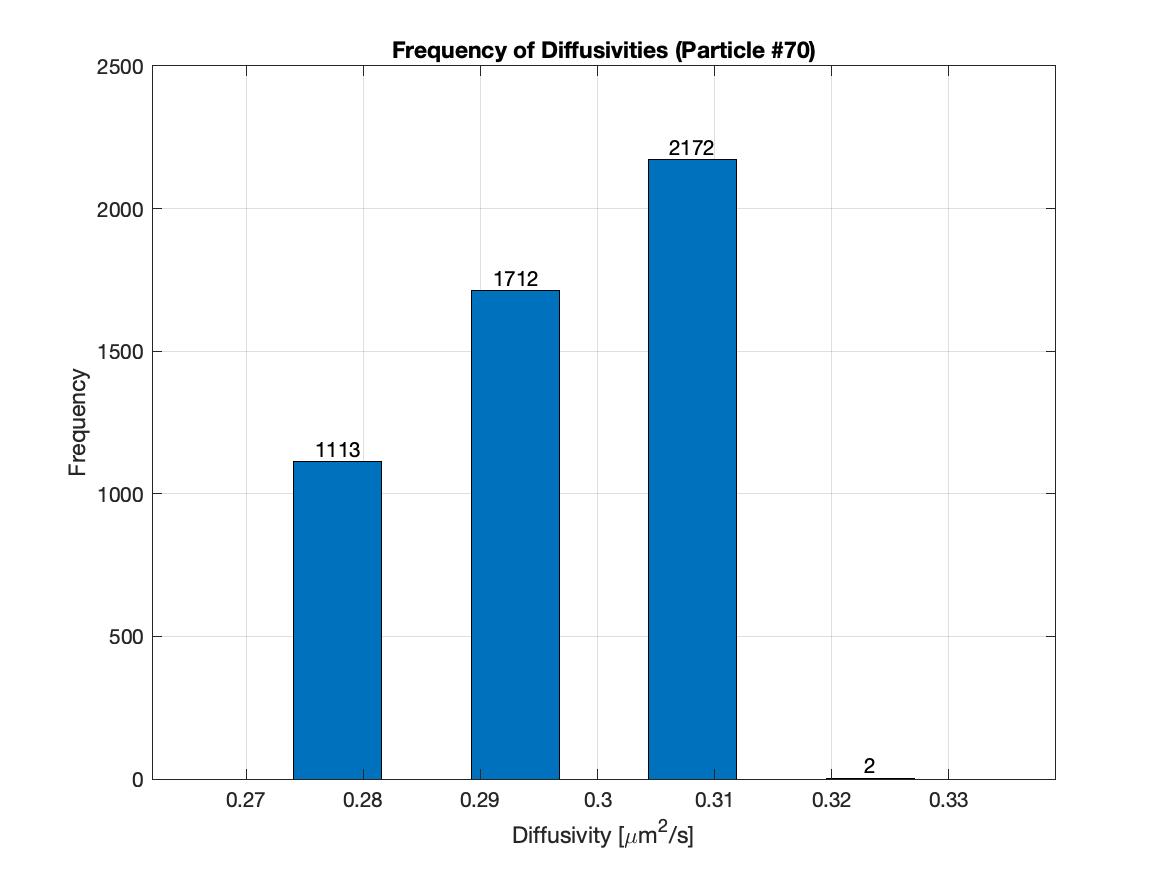 Frequency of Diffusivities (Particle #70)
2500
2000
1500
1000
500
0
Frequency
1113
1712
2172
2
0.27 0.28 0.29 0.3 0.31 0.32 0.33
Diffusivity [μm²/s]